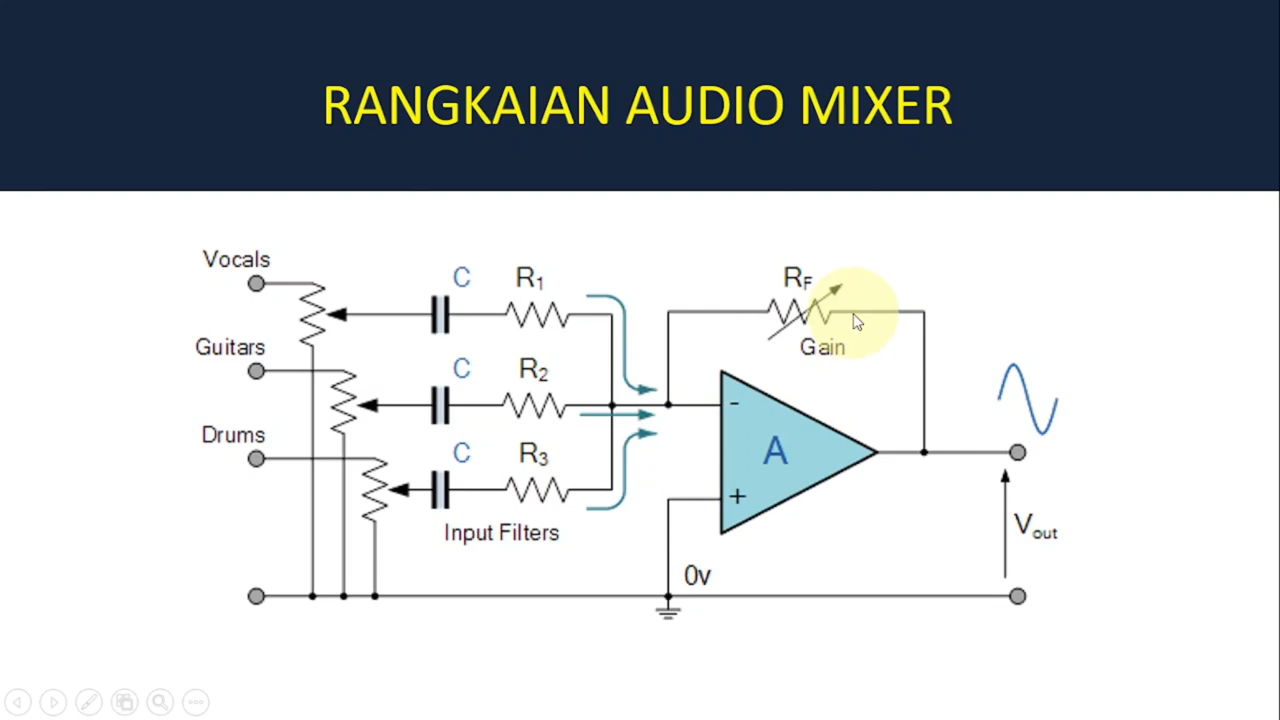 RANGKAIAN AUDIO MIXER
Vocals
C
R1
RF
Gain
Guitars
C
R2
-
A
Drums
C
R3
+
Input Filters
Vout
0v